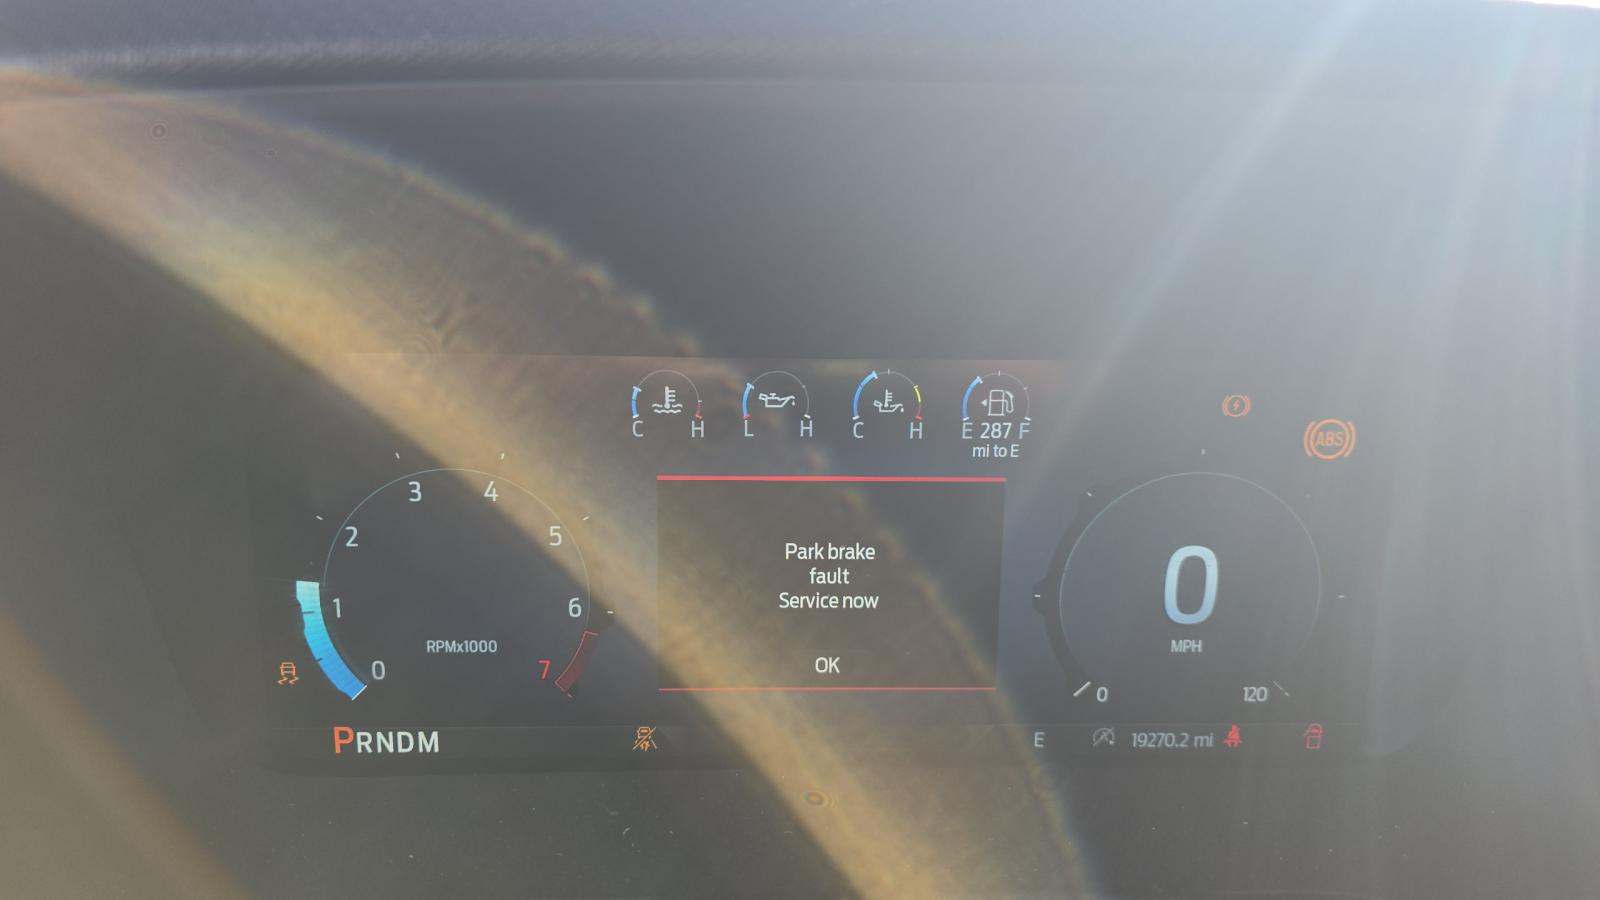 C H
L H
C H
E 287 F
mi to E
ABS
3 4
2 5
1 6
0 7
RPMx1000
Park brake
fault
Service now
OK
0
MPH
0 120
PRNDM
E 19270.2 mi